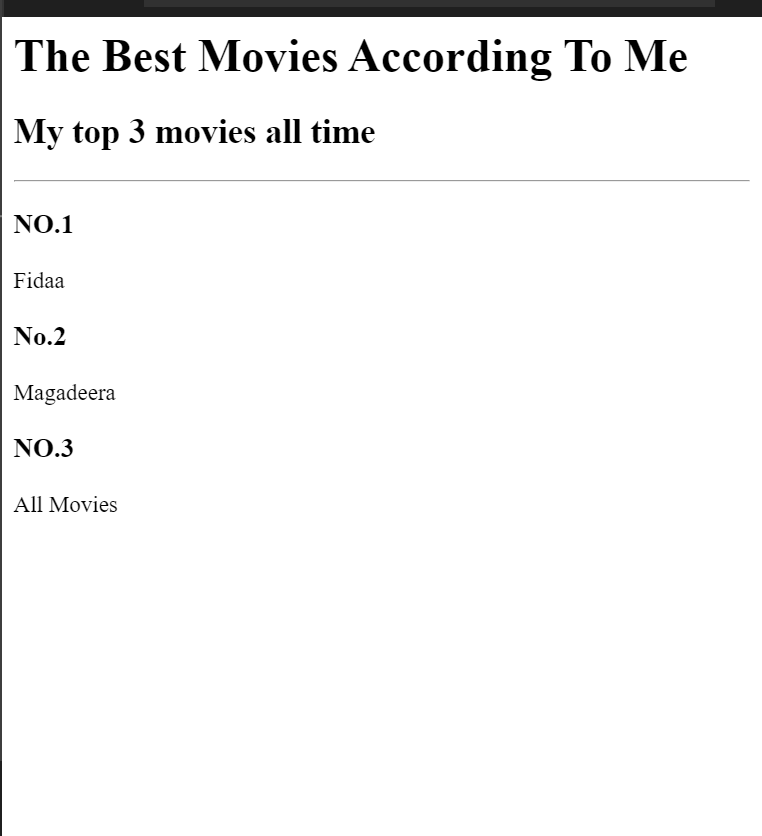 The Best Movies According To Me
My top 3 movies all time
NO.1
Fidaa
No.2
Magadeera
NO.3
All Movies